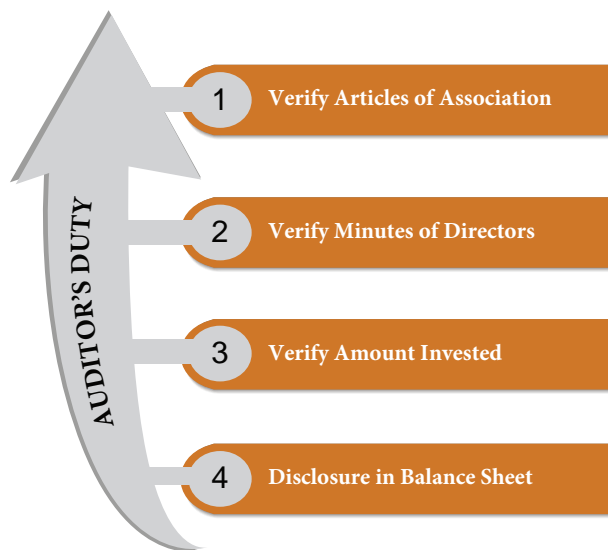 AUDITOR'S DUTY
1 Verify Articles of Association
2 Verify Minutes of Directors
3 Verify Amount Invested
4 Disclosure in Balance Sheet